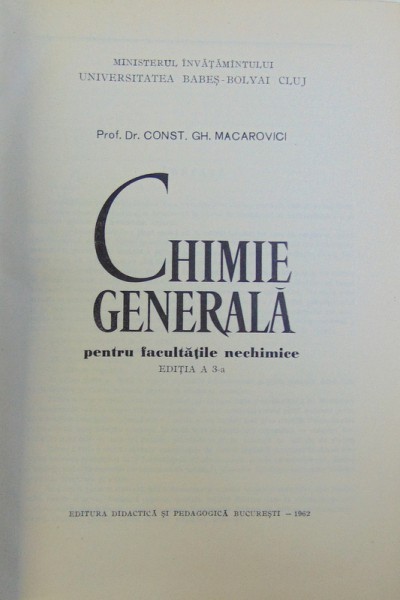 MINISTERUL ÎNVĂȚĂMÎNTULUI
UNIVERSITATEA BABEȘ-BOLYAI CLUJ
Prof. Dr. CONST. GH. MACAROVICI
CHIMIE
GENERALĂ
pentru facultățile nechimice
EDIȚIA A 3-a
EDITURA DIDACTICĂ ȘI PEDAGOGICĂ BUCUREȘTI – 1962